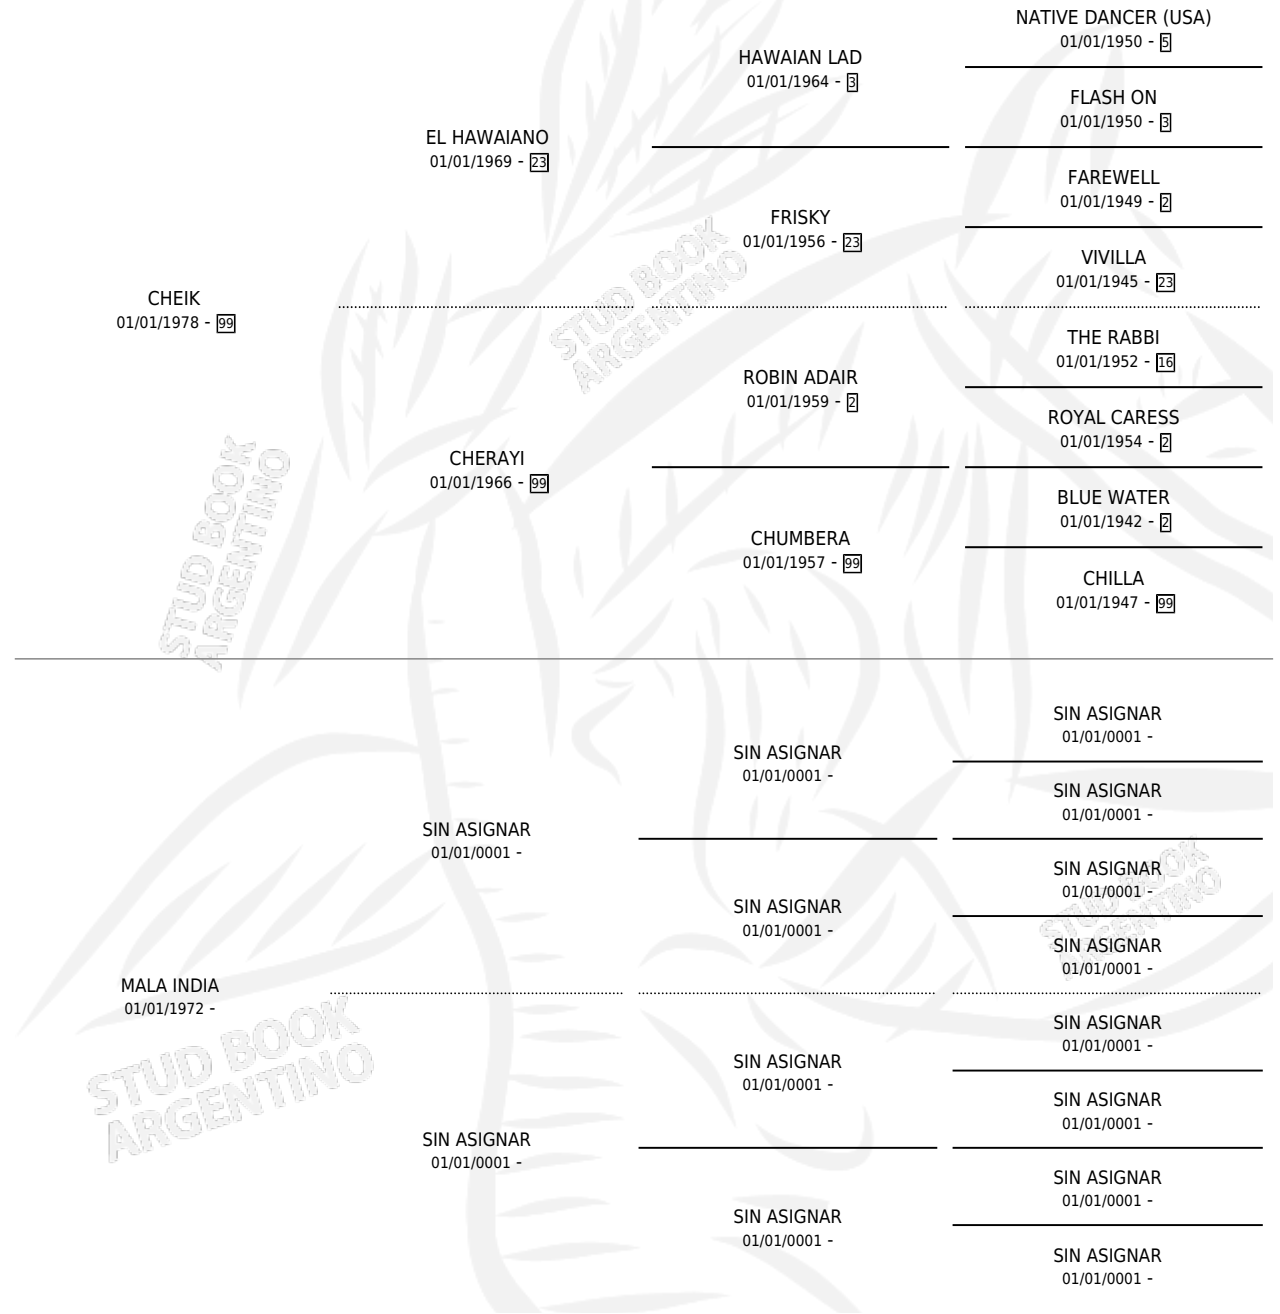 NATIVE DANCER (USA)
01/01/1950 - 5
HAWAIAN LAD
01/01/1964 - 3
FLASH ON
01/01/1950 - 3
EL HAWAIANO
01/01/1969 - 23
FAREWELL
01/01/1949 - 2
FRISKY
01/01/1956 - 23
VIVILLA
01/01/1945 - 23
CHEIK
01/01/1978 - 99
THE RABBI
01/01/1952 - 16
ROBIN ADAIR
01/01/1959 - 2
ROYAL CARESS
01/01/1954 - 2
CHERAYI
01/01/1966 - 99
BLUE WATER
01/01/1942 - 2
CHUMBERA
01/01/1957 - 99
CHILLA
01/01/1947 - 99
STUD BOOK
ARGENTINO
STUD BOOK
ARGENTINO
SIN ASIGNAR
01/01/0001 -
SIN ASIGNAR
01/01/0001 -
SIN ASIGNAR
01/01/0001 -
SIN ASIGNAR
01/01/0001 -
SIN ASIGNAR
01/01/0001 -
SIN ASIGNAR
01/01/0001 -
SIN ASIGNAR
01/01/0001 -
MALA INDIA
01/01/1972 -
SIN ASIGNAR
01/01/0001 -
SIN ASIGNAR
01/01/0001 -
SIN ASIGNAR
01/01/0001 -
SIN ASIGNAR
01/01/0001 -
SIN ASIGNAR
01/01/0001 -
SIN ASIGNAR
01/01/0001 -
SIN ASIGNAR
01/01/0001 -
STUD BOOK
ARGENTINO
STUD BOOK
ARGENTINO